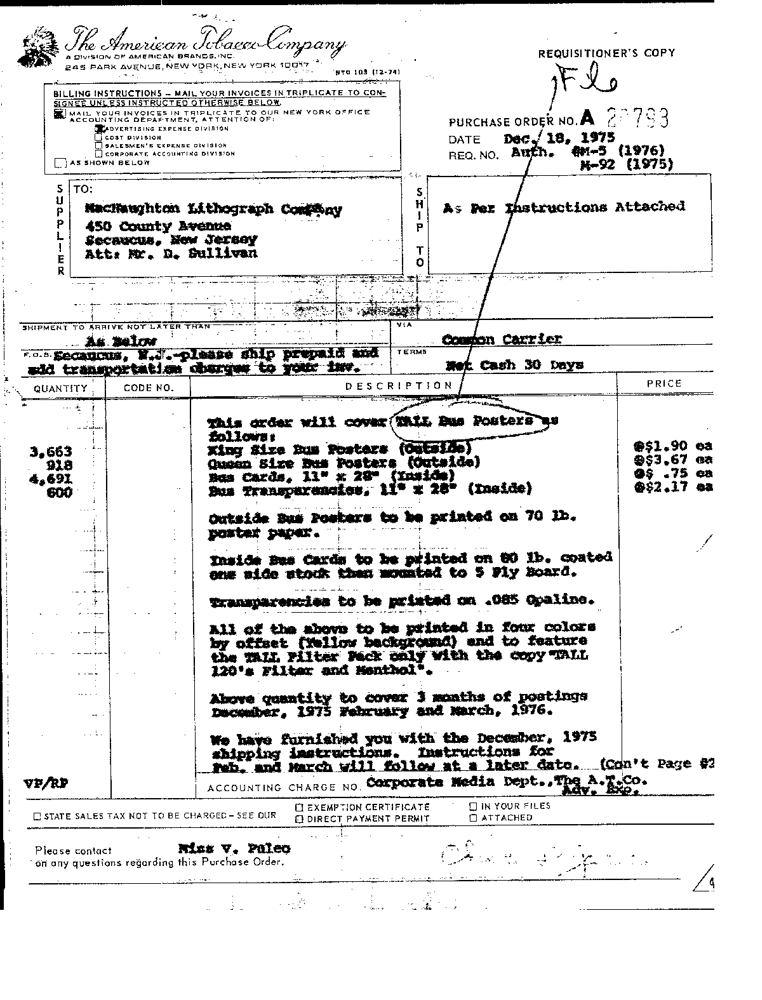 The American Tobacco Company
A DIVISION OF AMERICAN BRANDS, INC.
245 PARK AVENUE, NEW YORK, NEW YORK 10017
NYO 103 (12-74)
REQUISITIONER'S COPY
File
BILLING INSTRUCTIONS – MAIL YOUR INVOICES IN TRIPLICATE TO CON-
SIGNEE UNLESS INSTRUCTED OTHERWISE BELOW.
MAIL YOUR INVOICES IN TRIPLICATE TO OUR NEW YORK OFFICE
ACCOUNTING DEPARTMENT, ATTENTION OF:
ADVERTISING EXPENSE DIVISION
COST DIVISION
SALESMEN'S EXPENSE DIVISION
CORPORATE ACCOUNTING DIVISION
AS SHOWN BELOW
PURCHASE ORDER NO. A
DATE Dec. 18, 1975
REQ. NO. Auth. #M-5 (1976)
M-92 (1975)
SUPPLIER
TO:
MacNaughton Lithograph Company
450 County Avenue
Secaucus, New Jersey
Att: Mr. D. Sullivan
SHIP TO
As Per Instructions Attached
SHIPMENT TO ARRIVE NOT LATER THAN
As Below
VIA
Common Carrier
F.O.B. Secaucus, N.J.-please ship prepaid and
add transportation charges to your inv.
TERMS
Net Cash 30 Days
QUANTITY CODE NO. DESCRIPTION PRICE
This order will cover TALL Bus Posters as
follows:
3,663 King Size Bus Posters (Outside) @$1.90 ea
918 Queen Size Bus Posters (Outside) @$3.67 ea
4,691 Bus Cards, 11" x 28" (Inside) @$ .75 ea
600 Bus Transparencies, 11" x 28" (Inside) @$2.17 ea
Outside Bus Posters to be printed on 70 lb.
poster paper.
Inside Bus Cards to be printed on 80 lb. coated
one side stock then mounted to 5 Ply Board.
Transparencies to be printed on .085 Opaline.
All of the above to be printed in four colors
by offset (Yellow background) and to feature
the TALL Filter Pack only with the copy "TALL
120's Filter and Menthol".
Above quantity to cover 3 months of postings
December, 1975 February and March, 1976.
We have furnished you with the December, 1975
shipping instructions. Instructions for
Feb. and March will follow at a later date. (Con't Page #2
VP/RP
ACCOUNTING CHARGE NO. Corporate Media Dept., The A.T.Co.
Adv. Exp.
STATE SALES TAX NOT TO BE CHARGED – SEE OUR
EXEMPTION CERTIFICATE
DIRECT PAYMENT PERMIT
IN YOUR FILES
ATTACHED
Please contact Miss V. Paleo
on any questions regarding this Purchase Order.